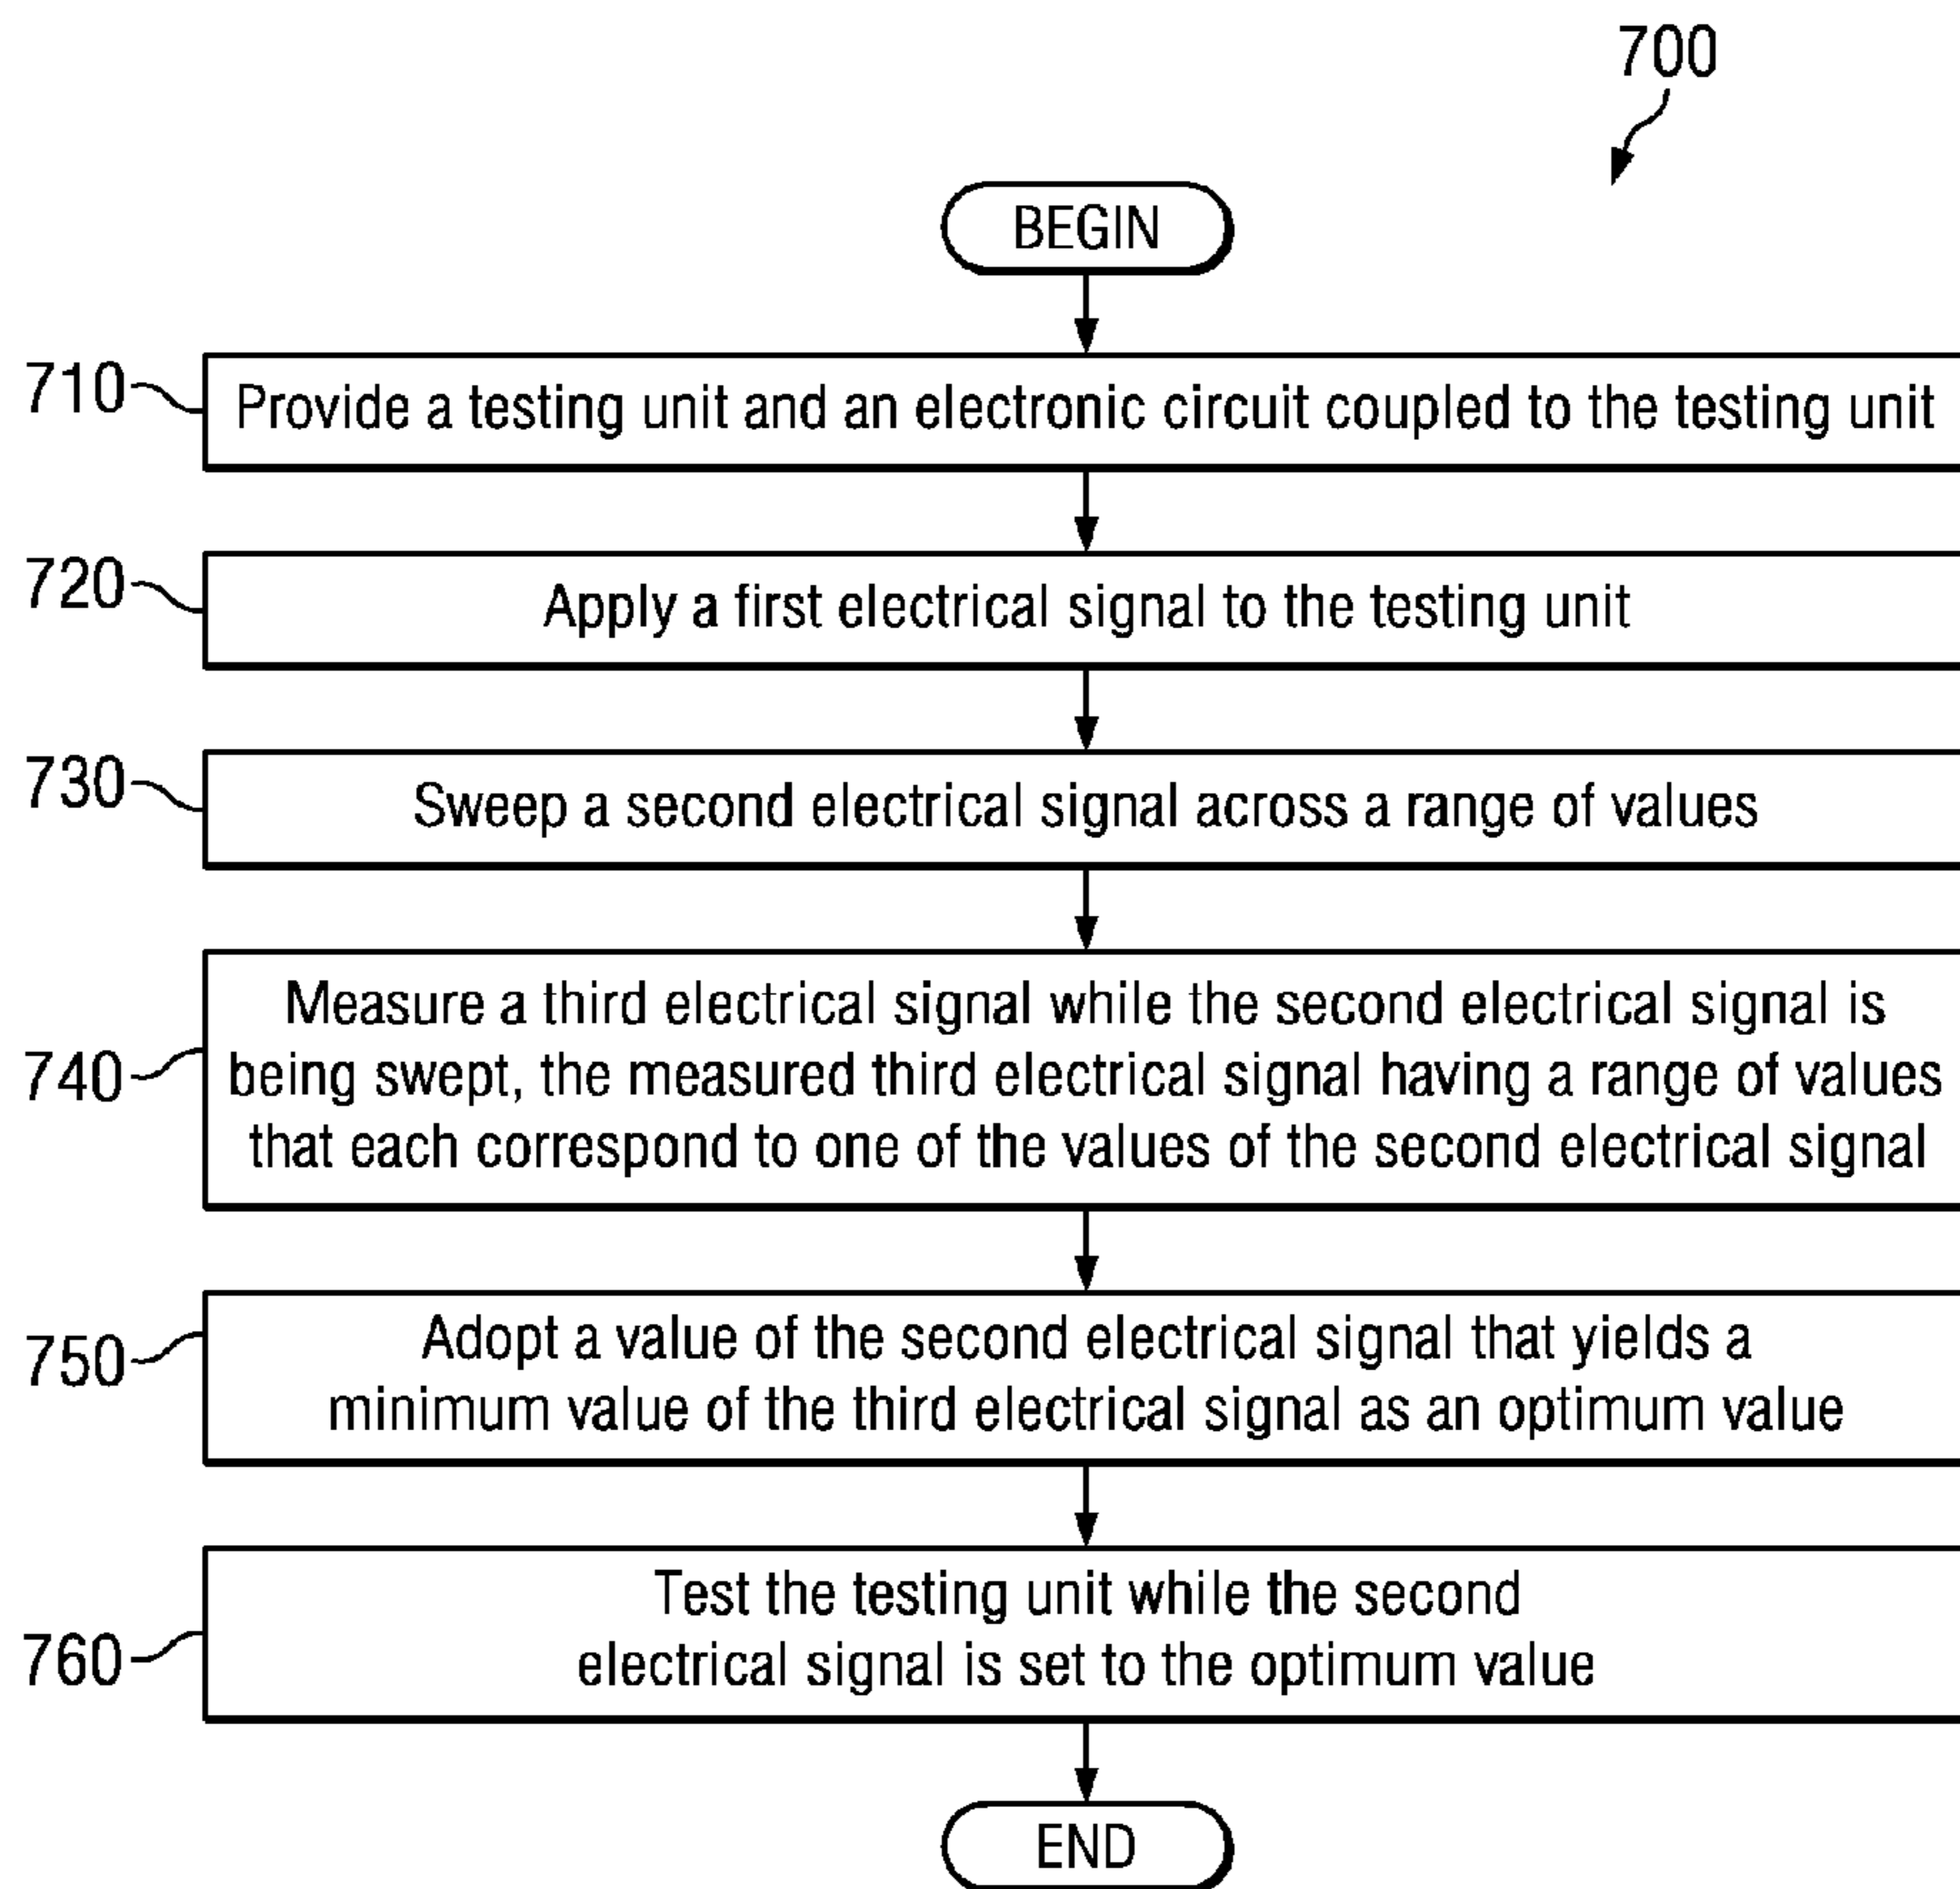 700
BEGIN
710
Provide a testing unit and an electronic circuit coupled to the testing unit
720
Apply a first electrical signal to the testing unit
730
Sweep a second electrical signal across a range of values
740
Measure a third electrical signal while the second electrical signal is
being swept, the measured third electrical signal having a range of values
that each correspond to one of the values of the second electrical signal
750
Adopt a value of the second electrical signal that yields a
minimum value of the third electrical signal as an optimum value
760
Test the testing unit while the second
electrical signal is set to the optimum value
END